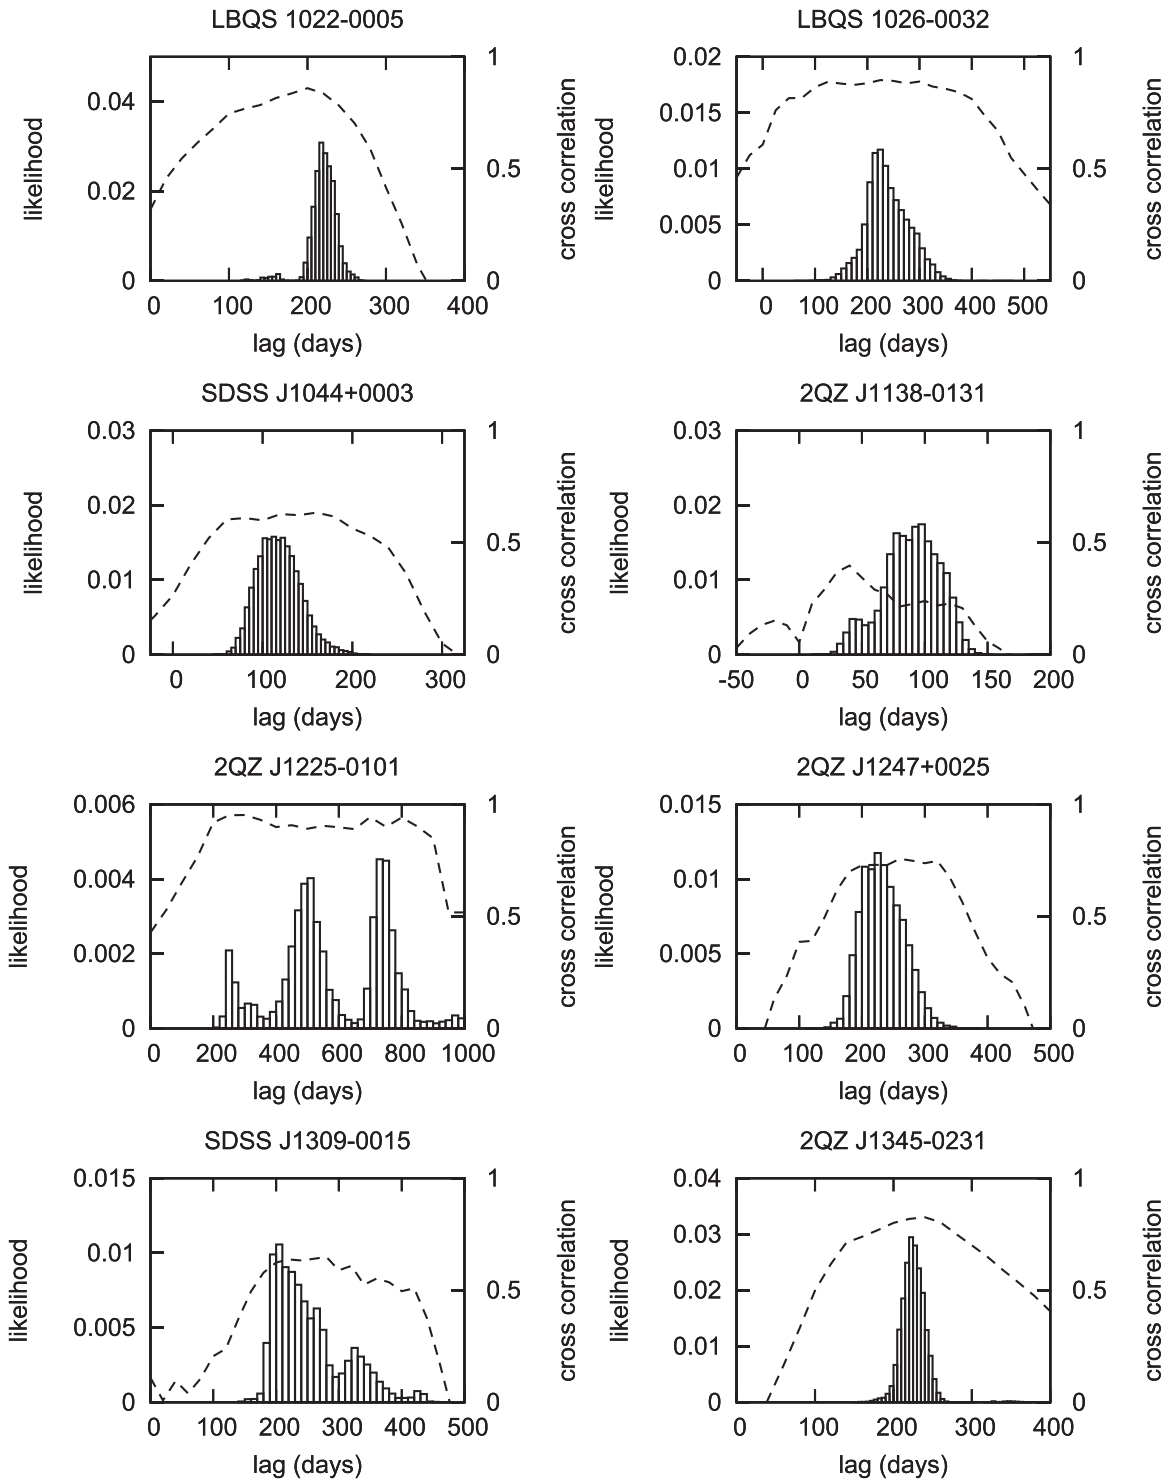 LBQS 1022-0005
LBQS 1026-0032
likelihood
0.04
0.02
0
1
0.5
0
cross correlation
0 100 200 300 400
lag (days)
likelihood
0.02
0.015
0.01
0.005
0
1
0.5
0
cross correlation
0 100 200 300 400 500
lag (days)
SDSS J1044+0003
2QZ J1138-0131
likelihood
0.03
0.02
0.01
0
1
0.5
0
cross correlation
0 100 200 300
lag (days)
likelihood
0.03
0.02
0.01
0
1
0.5
0
cross correlation
-50 0 50 100 150 200
lag (days)
2QZ J1225-0101
2QZ J1247+0025
likelihood
0.006
0.004
0.002
0
1
0.5
0
cross correlation
0 200 400 600 800 1000
lag (days)
likelihood
0.015
0.01
0.005
0
1
0.5
0
cross correlation
0 100 200 300 400 500
lag (days)
SDSS J1309-0015
2QZ J1345-0231
likelihood
0.015
0.01
0.005
0
1
0.5
0
cross correlation
0 100 200 300 400 500
lag (days)
likelihood
0.04
0.03
0.02
0.01
0
1
0.5
0
cross correlation
0 100 200 300 400
lag (days)